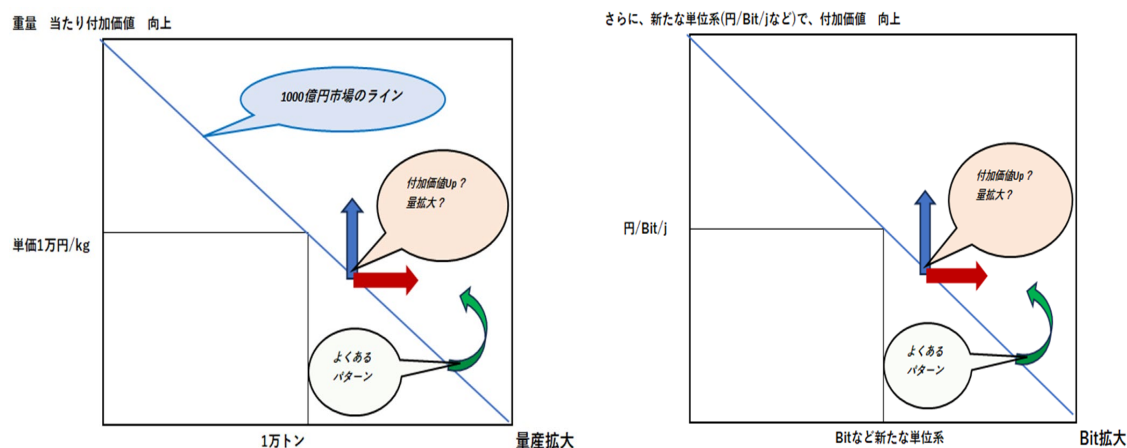 重量　当たり付加価値　向上
1000億円市場のライン
付加価値Up？
量拡大？
単価1万円/kg
よくある
パターン
1万トン
量産拡大
さらに、新たな単位系(円/Bit/jなど)で、付加価値　向上
付加価値Up？
量拡大？
円/Bit/j
よくある
パターン
Bitなど新たな単位系
Bit拡大